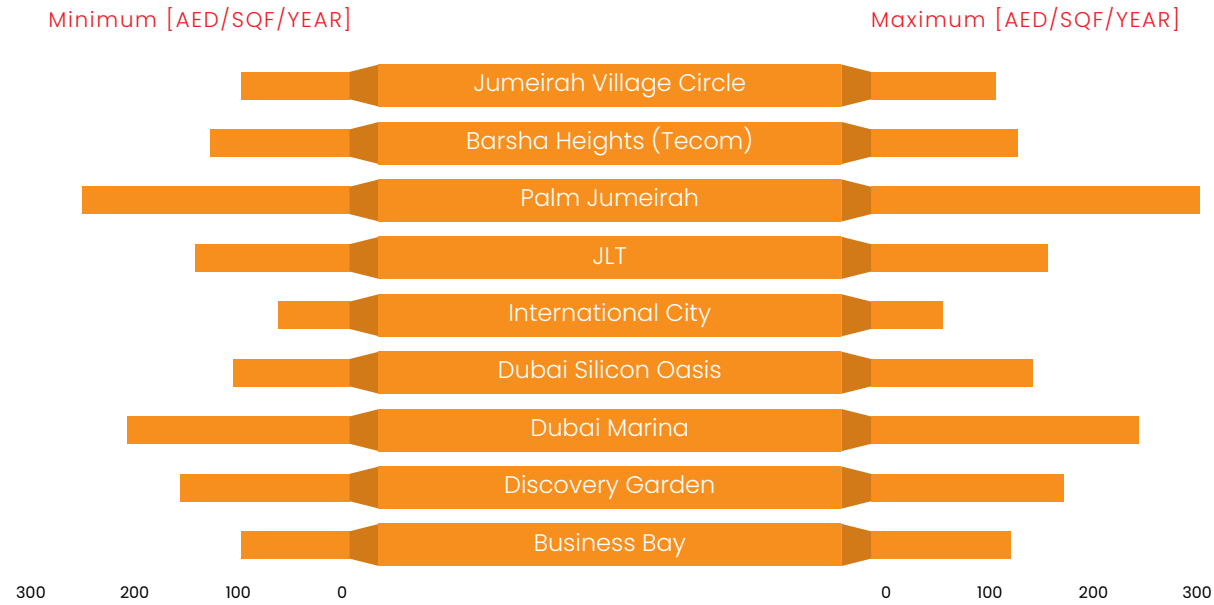 Minimum [AED/SQF/YEAR]
Maximum [AED/SQF/YEAR]
Jumeirah Village Circle
Barsha Heights (Tecom)
Palm Jumeirah
JLT
International City
Dubai Silicon Oasis
Dubai Marina
Discovery Garden
Business Bay
300 200 100 0 0 100 200 300